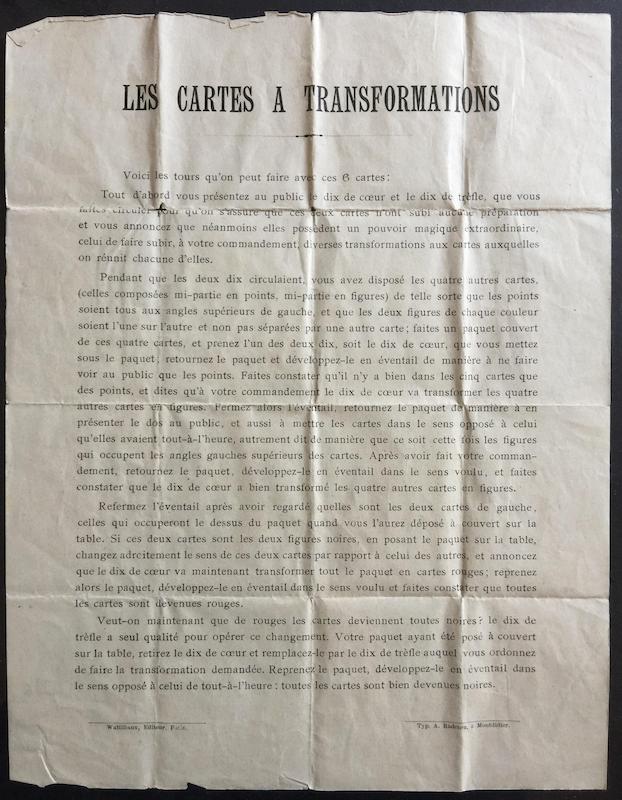 LES CARTES A TRANSFORMATIONS
Voici les tours qu'on peut faire avec ces 6 cartes:
Tout d'abord vous présentez au public le dix de cœur et le dix de trèfle, que vous
faites circuler pour qu'on s'assure que ces deux cartes n'ont subi aucune préparation
et vous annoncez que néanmoins elles possèdent un pouvoir magique extraordinaire,
celui de faire subir, à votre commandement, diverses transformations aux cartes auxquelles
on réunit chacune d'elles.
Pendant que les deux dix circulaient, vous avez disposé les quatre autres cartes,
(celles composées mi-partie en points, mi-partie en figures) de telle sorte que les points
soient tous aux angles supérieurs de gauche, et que les deux figures de chaque couleur
soient l'une sur l'autre et non pas séparées par une autre carte; faites un paquet couvert
de ces quatre cartes, et prenez l'un des deux dix, soit le dix de cœur, que vous mettez
sous le paquet; retournez le paquet et développez-le en éventail de manière à ne faire
voir au public que les points. Faites constater qu'il n'y a bien dans les cinq cartes que
des points, et dites qu'à votre commandement le dix de cœur va transformer les quatre
autres cartes en figures. Fermez alors l'éventail, retournez le paquet de manière à en
présenter le dos au public, et aussi à mettre les cartes dans le sens opposé à celui
qu'elles avaient tout-à-l'heure, autrement dit de manière que ce soit cette fois les figures
qui occupent les angles gauches supérieurs des cartes. Après avoir fait votre comman-
dement, retournez le paquet, développez-le en éventail dans le sens voulu, et faites
constater que le dix de cœur a bien transformé les quatre autres cartes en figures.
Refermez l'éventail après avoir regardé quelles sont les deux cartes de gauche,
celles qui occuperont le dessus du paquet quand vous l'aurez déposé à couvert sur la
table. Si ces deux cartes sont les deux figures noires, en posant le paquet sur la table,
changez adrcitement le sens de ces deux cartes par rapport à celui des autres, et annoncez
que le dix de cœur va maintenant transformer tout le paquet en cartes rouges; reprenez
alors le paquet, développez-le en éventail dans le sens voulu et faites constater que toutes
les cartes sont devenues rouges.
Veut-on maintenant que de rouges les cartes deviennent toutes noires? le dix de
trèfle a seul qualité pour opérer ce changement. Votre paquet ayant été posé à couvert
sur la table, retirez le dix de cœur et remplacez-le par le dix de trèfle auquel vous ordonnez
de faire la transformation demandée. Reprenez le paquet, développez-le en éventail dans
le sens opposé à celui de tout-à-l'heure: toutes les cartes sont bien devenues noires.
Watilliaux, Editeur, Paris.
Typ. A. Radenez, à Montdidier.